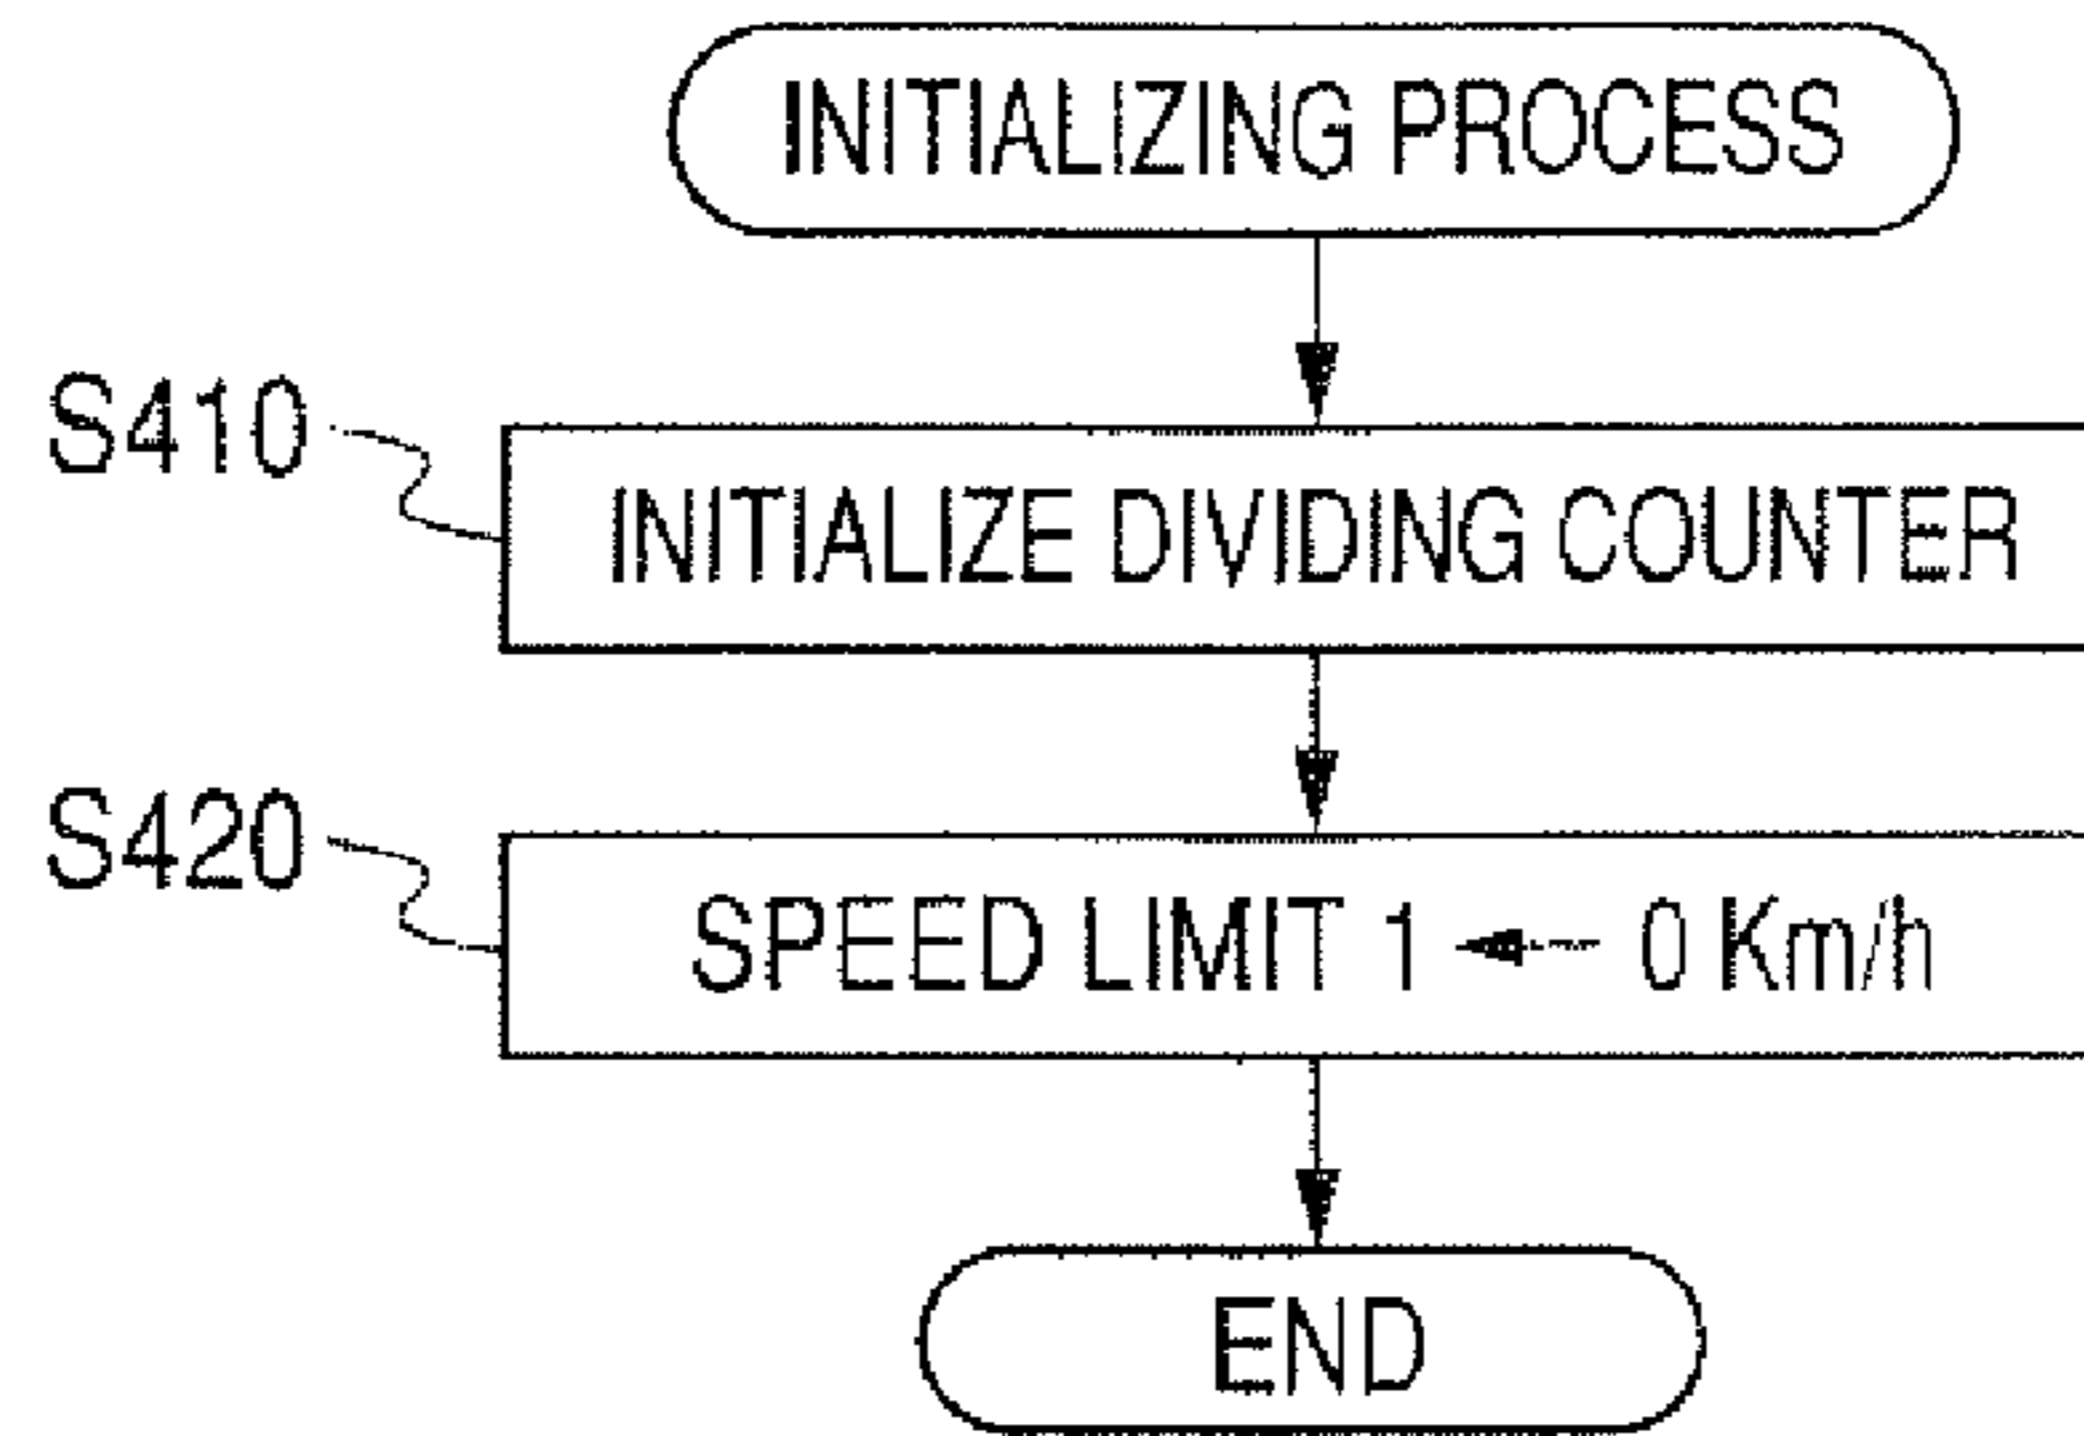 INITIALIZING PROCESS
S410
INITIALIZE DIVIDING COUNTER
S420
SPEED LIMIT 1 ← 0 Km/h
END